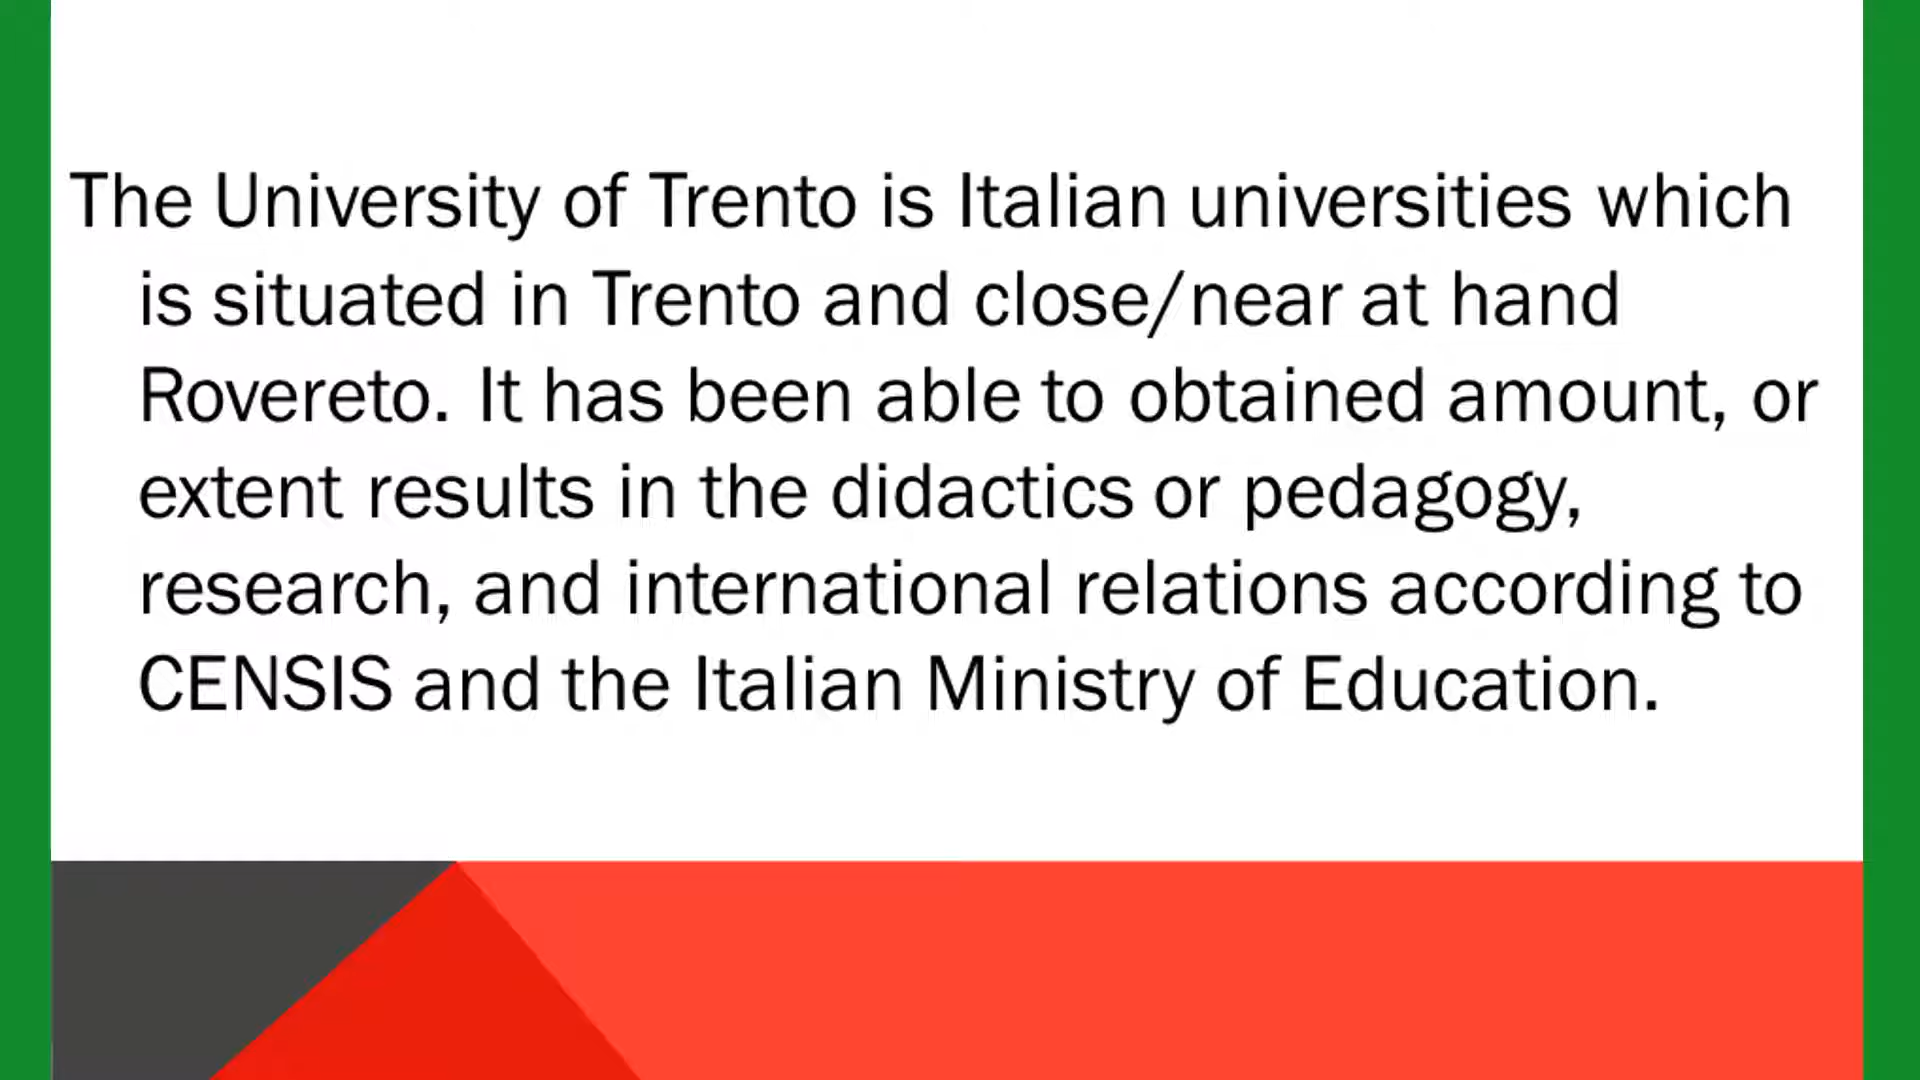 The University of Trento is Italian universities which
is situated in Trento and close/near at hand
Rovereto. It has been able to obtained amount, or
extent results in the didactics or pedagogy,
research, and international relations according to
CENSIS and the Italian Ministry of Education.